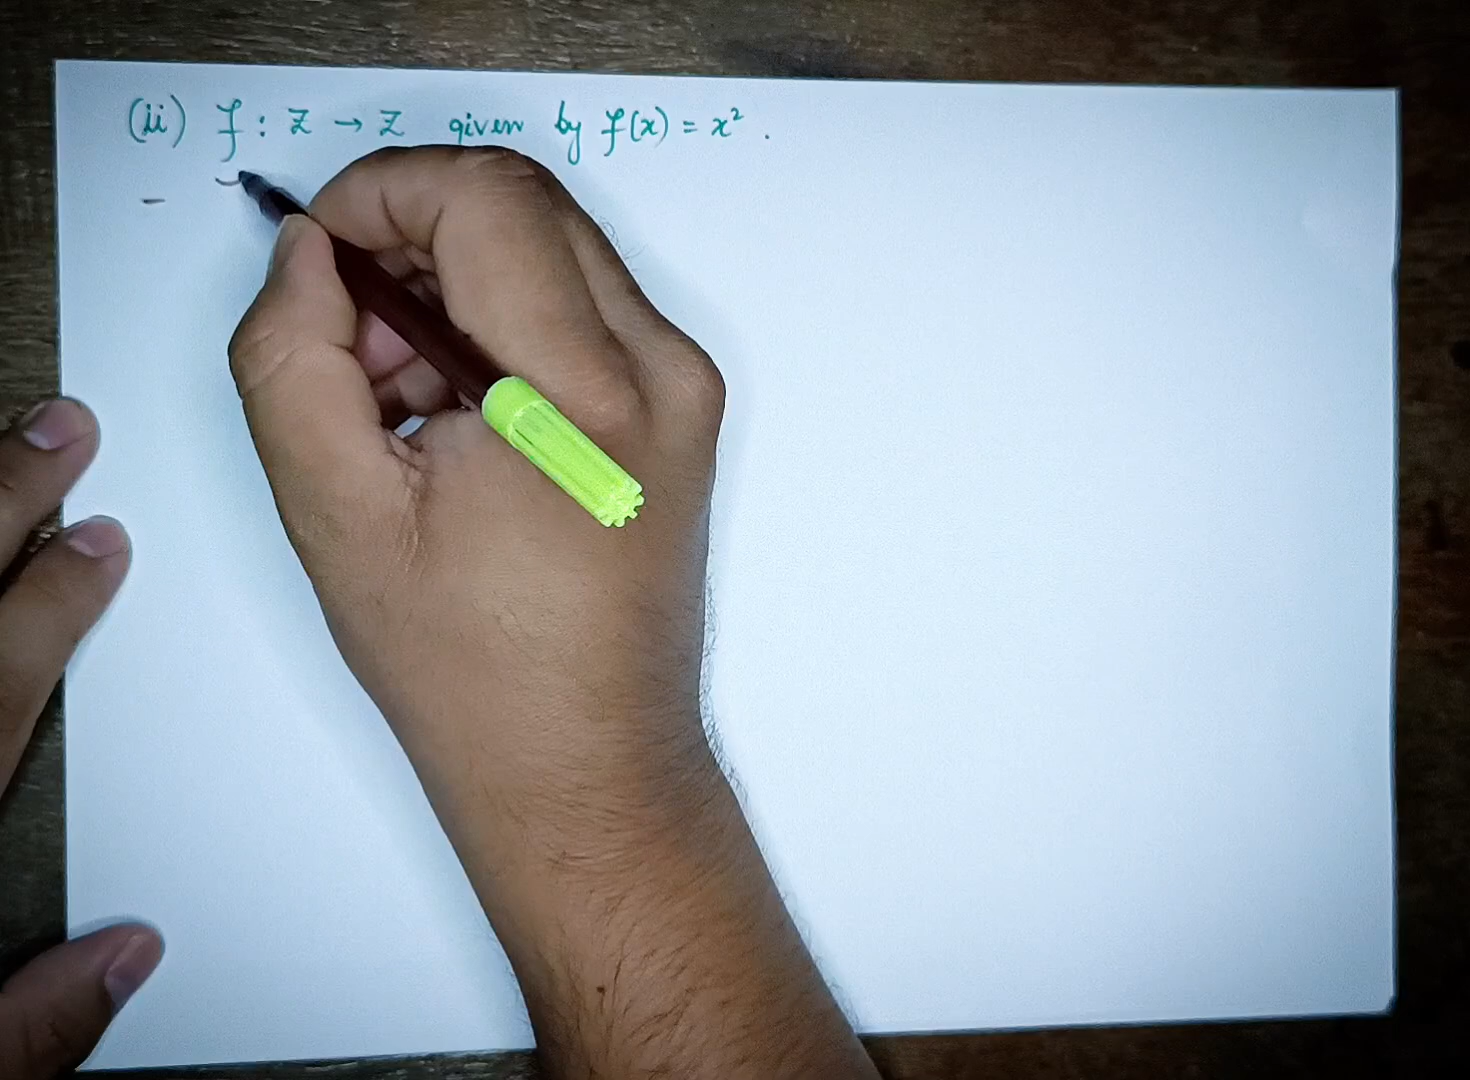 (ii) f : Z → Z given by f(x) = x² .
-